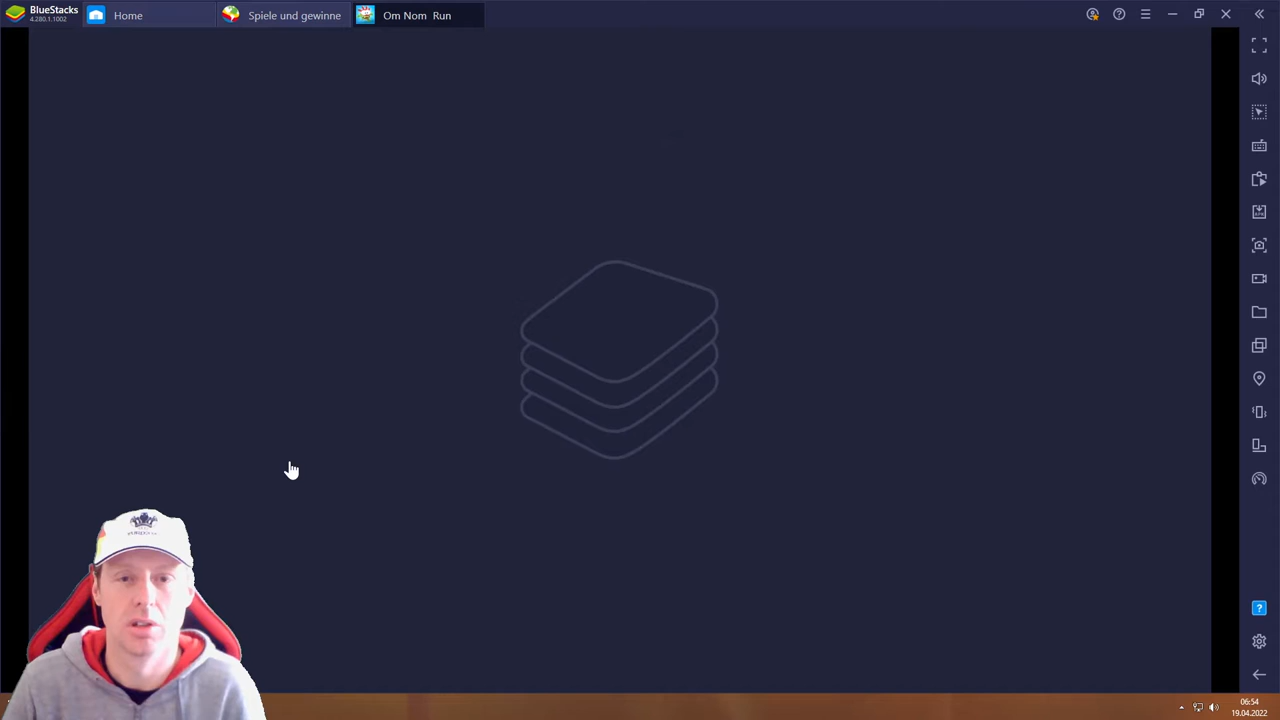 BlueStacks
4.280.1.1002
Home
Spiele und gewinne
Om Nom Run
?
06:54
19.04.2022